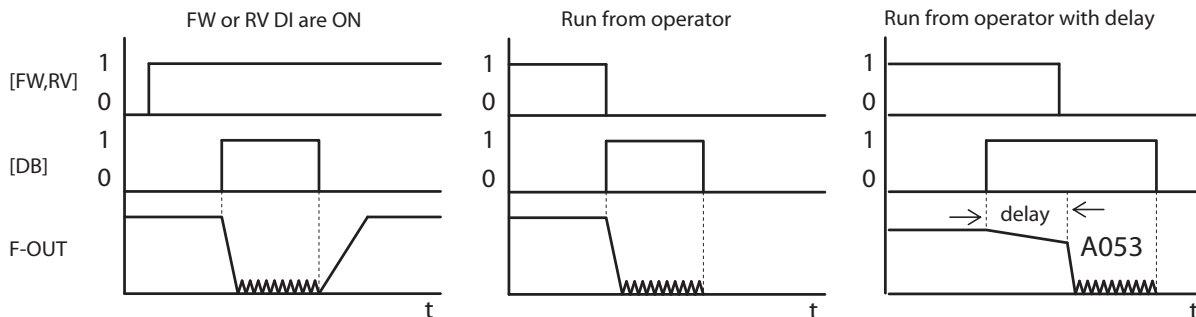 FW or RV DI are ON
Run from operator
Run from operator with delay
[FW,RV]
1
0
1
0
1
0
[DB]
1
0
1
0
1
0
F-OUT
delay
A053
t
t
t